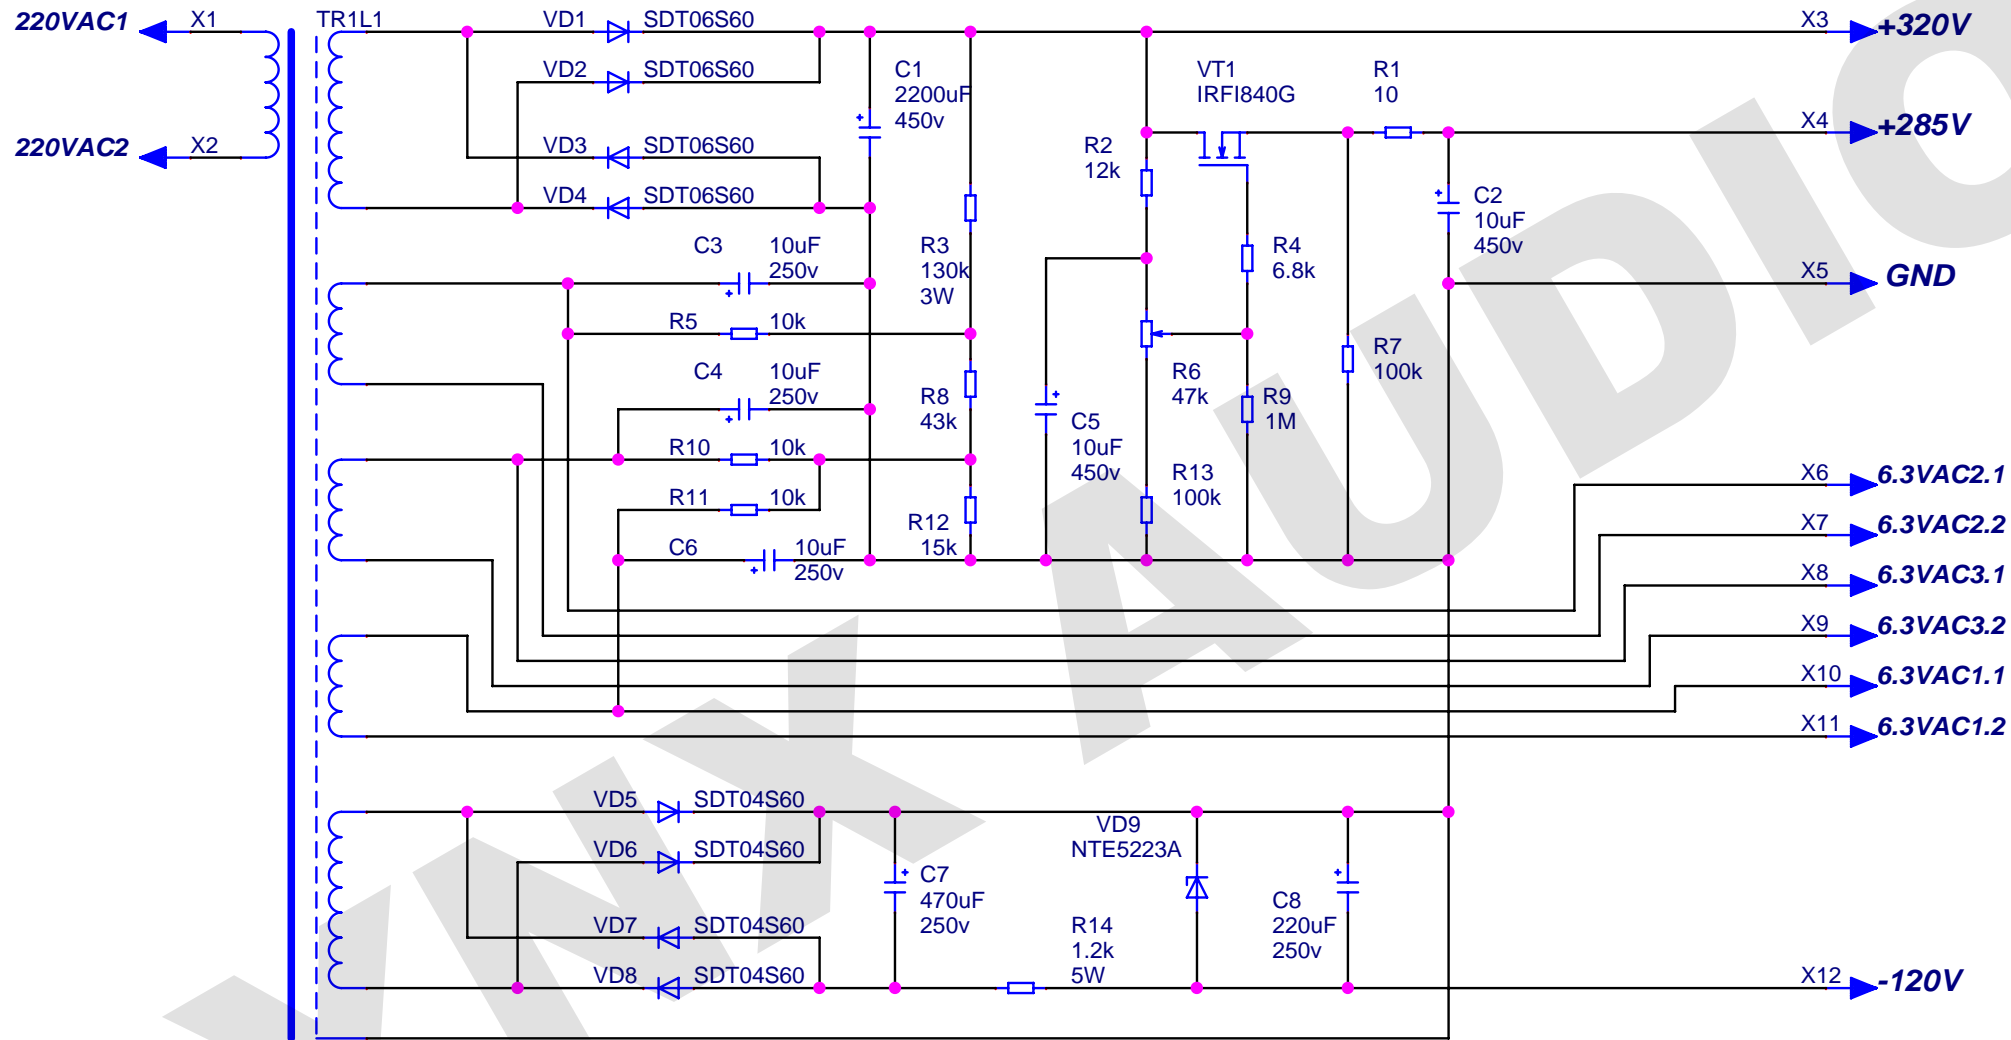 220VAC1
X1
220VAC2
X2
TR1L1
VD1 SDT06S60
VD2 SDT06S60
VD3 SDT06S60
VD4 SDT06S60
C1
2200uF
450v
C3
10uF
250v
R5 10k
C4
10uF
250v
R10 10k
R11 10k
C6
10uF
250v
R3
130k
3W
R8
43k
R12
15k
R2
12k
C5
10uF
450v
VT1
IRFI840G
R4
6.8k
R6
47k
R9
1M
R13
100k
R1
10
R7
100k
C2
10uF
450v
X3 +320V
X4 +285V
X5 GND
X6 6.3VAC2.1
X7 6.3VAC2.2
X8 6.3VAC3.1
X9 6.3VAC3.2
X10 6.3VAC1.1
X11 6.3VAC1.2
VD5 SDT04S60
VD6 SDT04S60
VD7 SDT04S60
VD8 SDT04S60
C7
470uF
250v
R14
1.2k
5W
VD9
NTE5223A
C8
220uF
250v
X12 -120V
YNX AUDIO